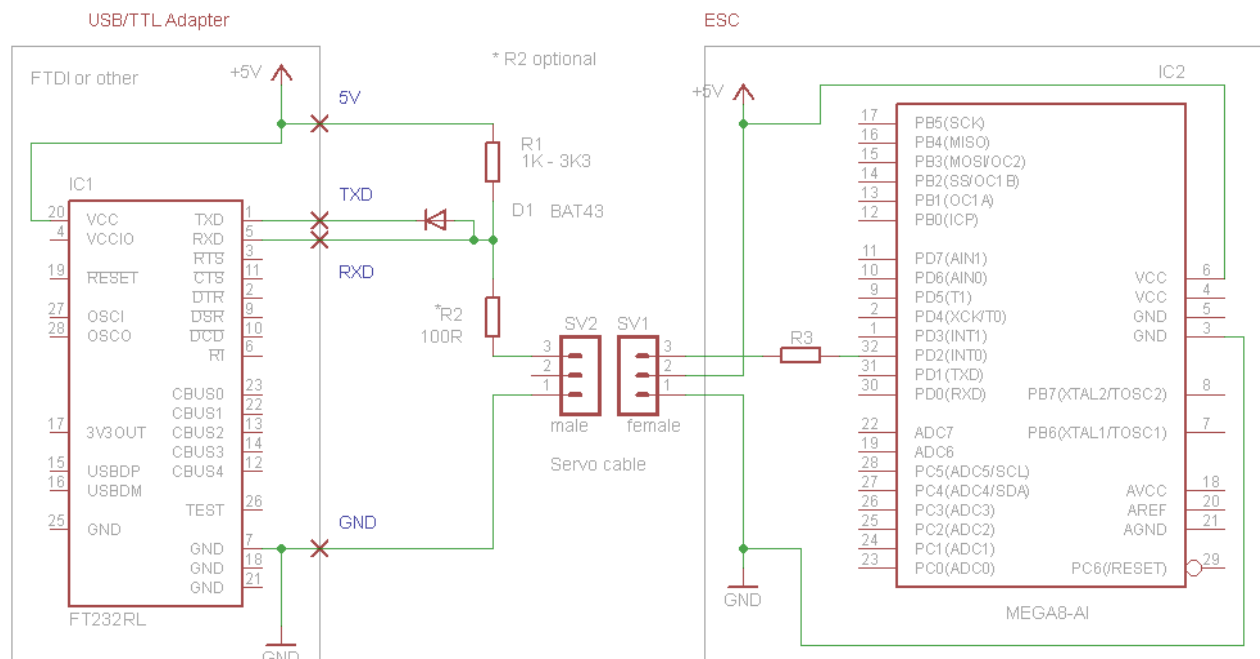 USB/TTL Adapter
ESC
FTDI or other
+5V
* R2 optional
5V
R1
1K - 3K3
TXD
D1 BAT43
RXD
*R2
100R
GND
IC1
20 VCC
4 VCCIO
19 RESET
27 OSCI
28 OSCO
17 3V3OUT
15 USBDP
16 USBDM
25 GND
TXD 1
RXD 5
RTS 3
CTS 11
DTR 2
DSR 9
DCD 10
RI 6
CBUS0 23
CBUS1 22
CBUS2 13
CBUS3 14
CBUS4 12
TEST 26
GND 7
GND 18
GND 21
FT232RL
GND
SV2
3
2
1
male
SV1
3
2
1
female
Servo cable
+5V
R3
GND
IC2
17 PB5(SCK)
16 PB4(MISO)
15 PB3(MOSI/OC2)
14 PB2(SS/OC1B)
13 PB1(OC1A)
12 PB0(ICP)
11 PD7(AIN1)
10 PD6(AIN0)
9 PD5(T1)
2 PD4(XCK/T0)
1 PD3(INT1)
32 PD2(INT0)
31 PD1(TXD)
30 PD0(RXD)
22 ADC7
19 ADC6
28 PC5(ADC5/SCL)
27 PC4(ADC4/SDA)
26 PC3(ADC3)
25 PC2(ADC2)
24 PC1(ADC1)
23 PC0(ADC0)
VCC 6
VCC 4
GND 5
GND 3
PB7(XTAL2/TOSC2) 8
PB6(XTAL1/TOSC1) 7
AVCC 18
AREF 20
AGND 21
PC6(/RESET) 29
MEGA8-AI